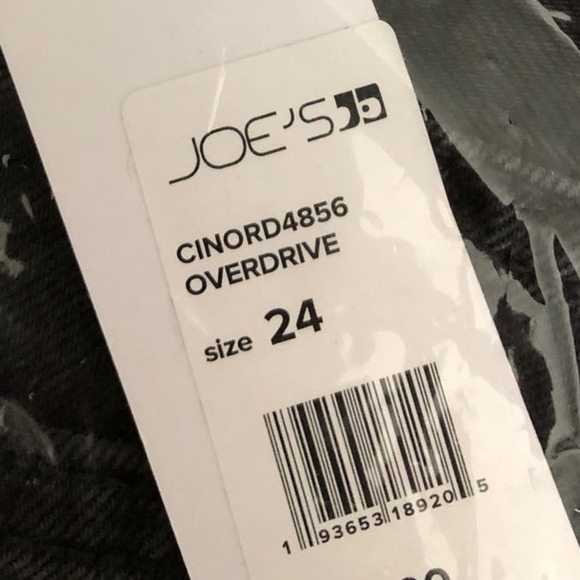 JOE'S
CINORD4856
OVERDRIVE
size 24
1 93653 18920 5